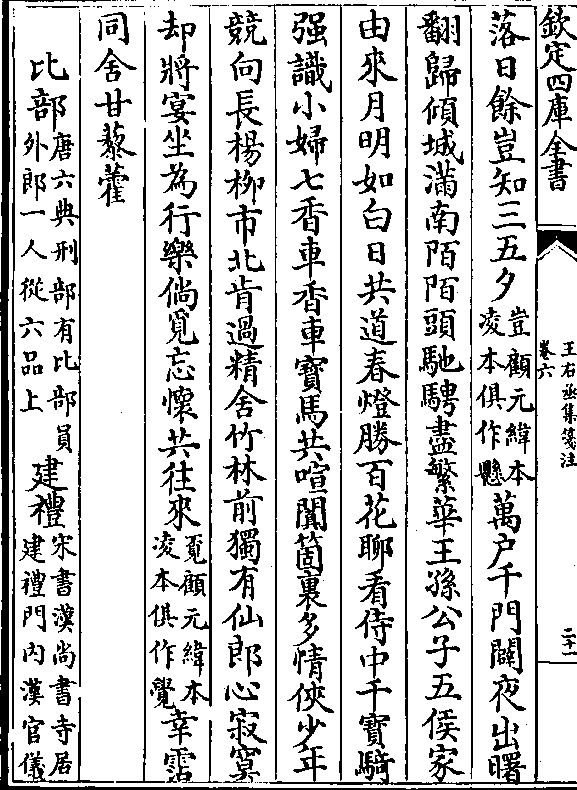 欽定四庫全書
王右丞集箋注
卷六
二十一
落日餘豈知三五夕豈顧元緯本凌本俱作懸萬户千門闢夜出曙
翻歸傾城滿南陌陌頭馳騁盡繁華王孫公子五侯家
由來月明如白日共道春燈勝百花聊看侍中千寶騎
强識小婦七香車香車寶馬共喧闐箇裏多情俠少年
競向長楊柳市北肯過精舍竹林前獨有仙郎心寂寞
却將宴坐為行樂倘覓忘懷共往來覓顧元緯本凌本俱作覺幸霑
同舍甘藜藿
比部唐六典刑部有比部員外郎一人從六品上建禮宋書漢尚書寺居建禮門内漢官儀